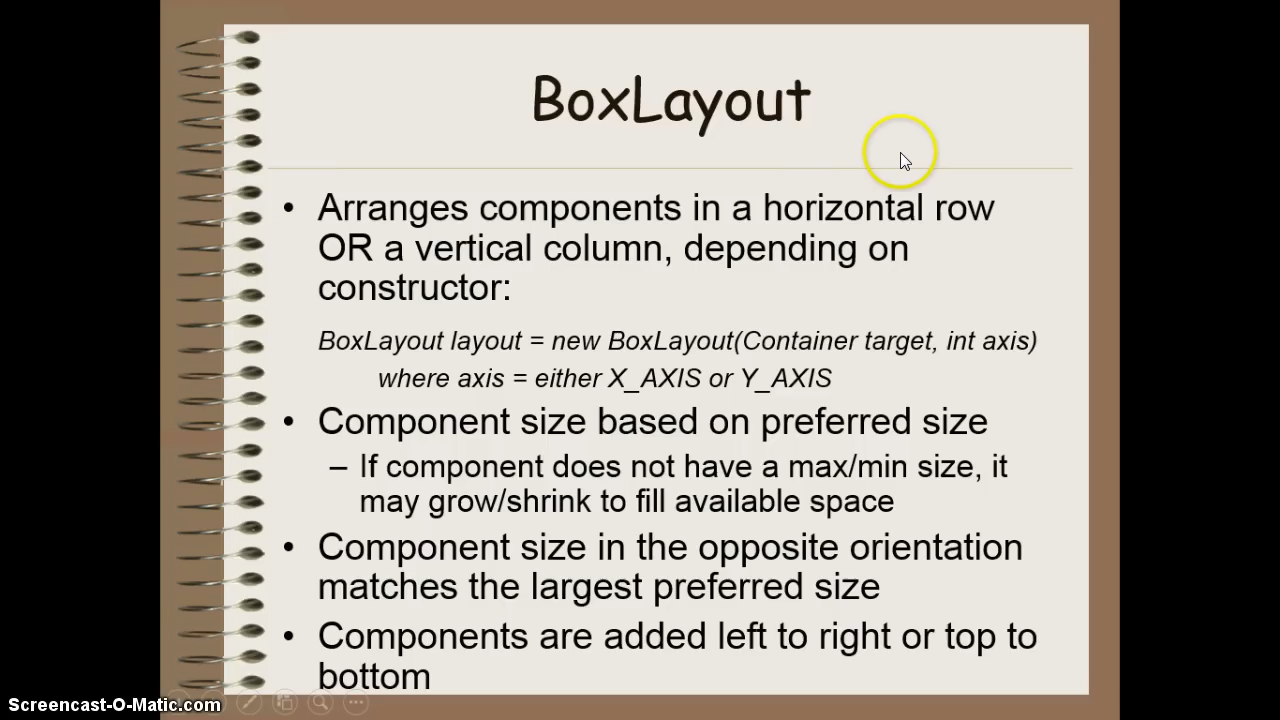 BoxLayout
• Arranges components in a horizontal row
OR a vertical column, depending on
constructor:
BoxLayout layout = new BoxLayout(Container target, int axis)
where axis = either X_AXIS or Y_AXIS
• Component size based on preferred size
– If component does not have a max/min size, it
may grow/shrink to fill available space
• Component size in the opposite orientation
matches the largest preferred size
• Components are added left to right or top to
bottom
Screencast-O-Matic.com